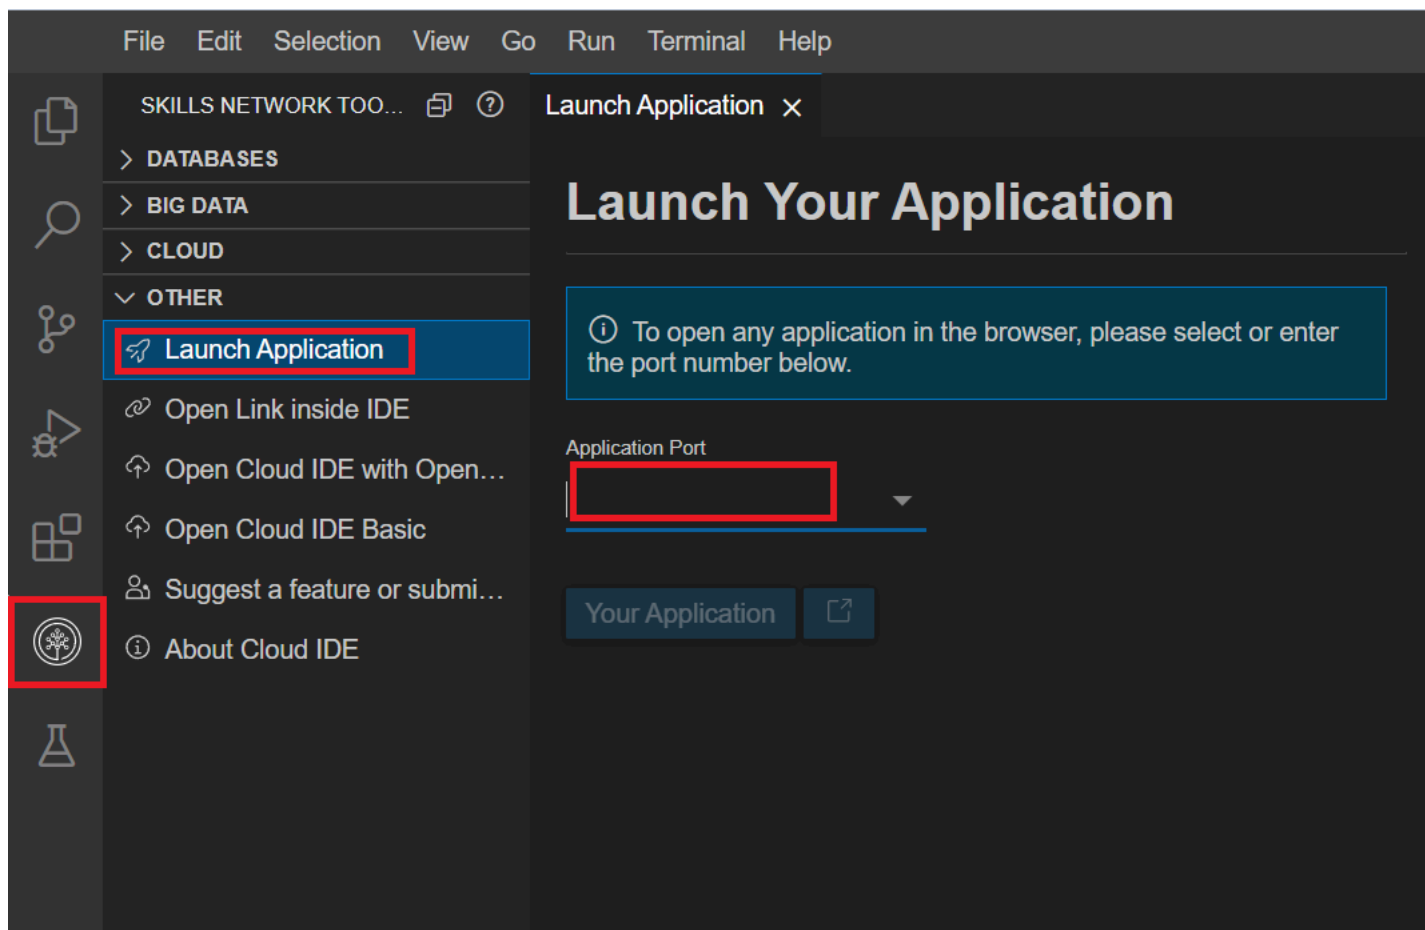 File Edit Selection View Go Run Terminal Help
SKILLS NETWORK TOO...
DATABASES
BIG DATA
CLOUD
OTHER
Launch Application
Open Link inside IDE
Open Cloud IDE with Open...
Open Cloud IDE Basic
Suggest a feature or submi...
About Cloud IDE
Launch Application
Launch Your Application
To open any application in the browser, please select or enter
the port number below.
Application Port
Your Application